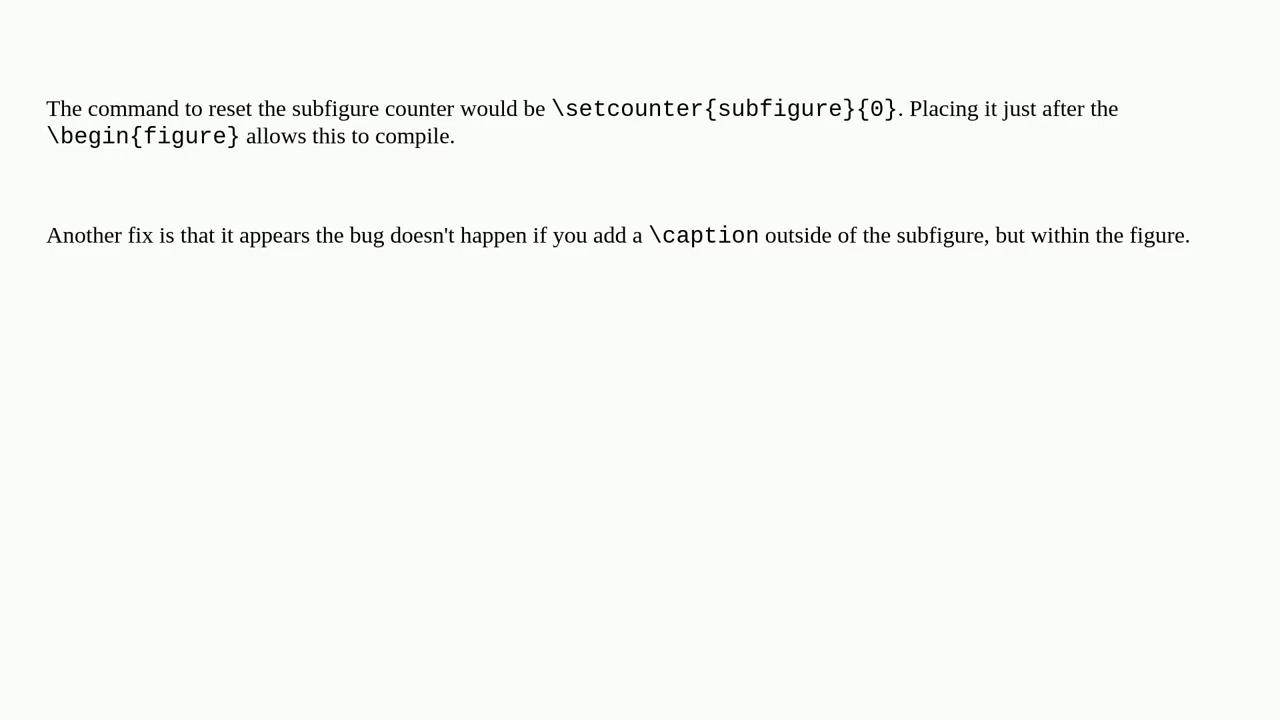 The command to reset the subfigure counter would be \setcounter{subfigure}{0}. Placing it just after the
\begin{figure} allows this to compile.
Another fix is that it appears the bug doesn't happen if you add a \caption outside of the subfigure, but within the figure.